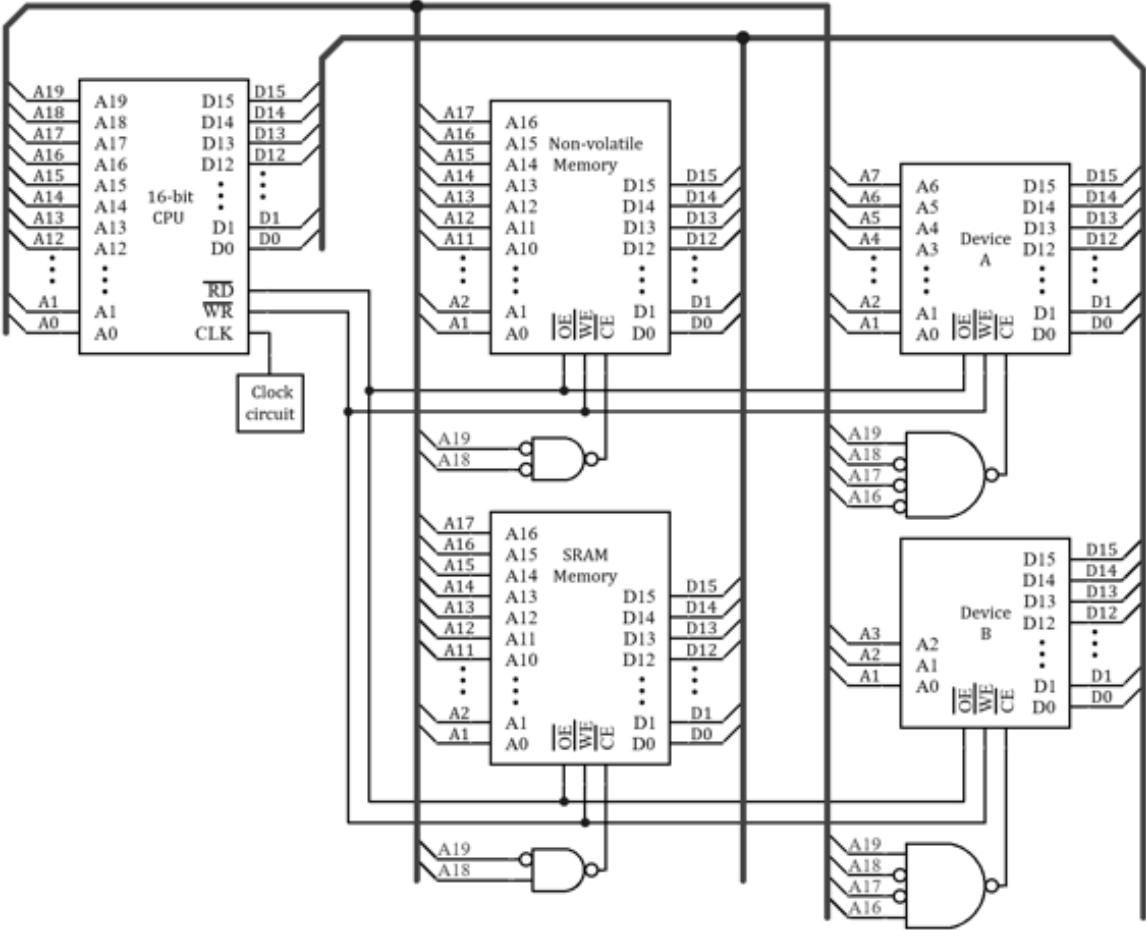 A19
A18
A17
A16
A15
A14
A13
A12
A1
A0
A19
A18
A17
A16
A15
A14
A13
A12
A1
A0
16-bit
CPU
D15
D14
D13
D12
D1
D0
RD
WR
CLK
D15
D14
D13
D12
D1
D0
Clock
circuit
A17
A16
A15
A14
A13
A12
A11
A2
A1
A16
A15
A14
A13
A12
A11
A10
A1
A0
Non-volatile
Memory
D15
D14
D13
D12
D1
D0
OE
WE
CE
D15
D14
D13
D12
D1
D0
A19
A18
A17
A16
A15
A14
A13
A12
A11
A2
A1
A16
A15
A14
A13
A12
A11
A10
A1
A0
SRAM
Memory
D15
D14
D13
D12
D1
D0
OE
WE
CE
D15
D14
D13
D12
D1
D0
A19
A18
A7
A6
A5
A4
A2
A1
A6
A5
A4
A3
A1
A0
Device
A
D15
D14
D13
D12
D1
D0
OE
WE
CE
D15
D14
D13
D12
D1
D0
A19
A18
A17
A16
A3
A2
A1
A2
A1
A0
Device
B
D15
D14
D13
D12
D1
D0
OE
WE
CE
D15
D14
D13
D12
D1
D0
A19
A18
A17
A16